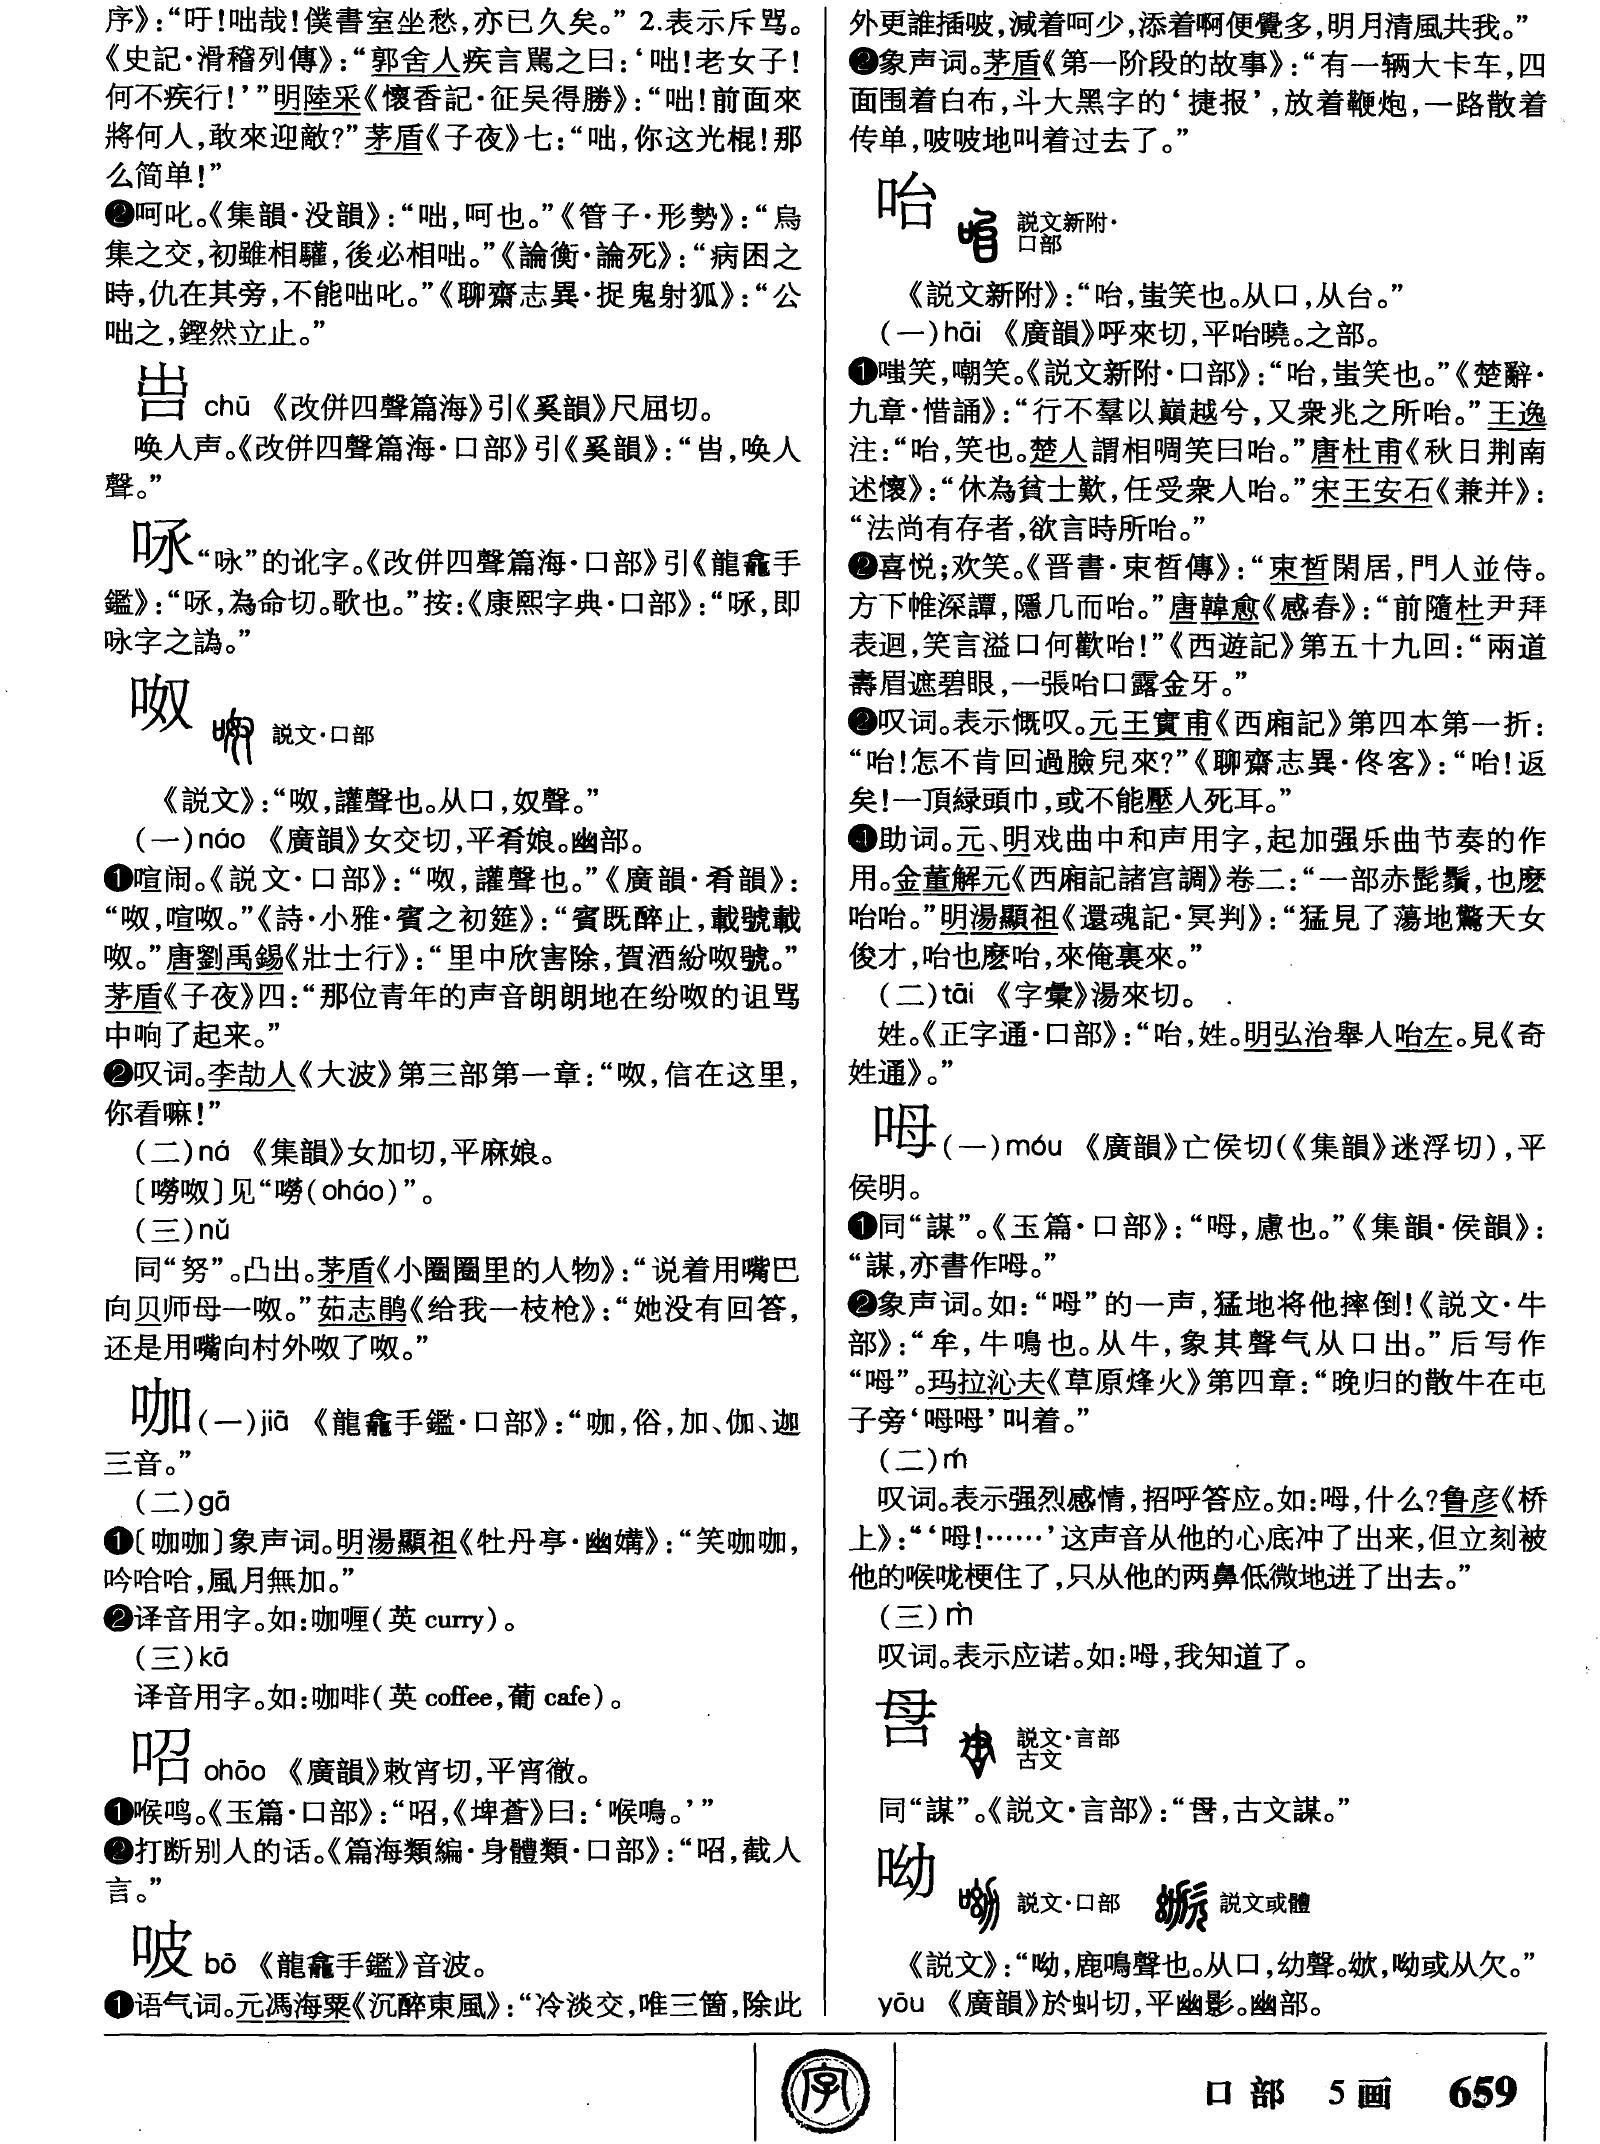 序》：“吁！咄哉！僕書室坐愁，亦已久矣。” 2.表示斥骂。
《史記·滑稽列傳》：“郭舍人疾言駡之曰：‘咄！老女子！
何不疾行！’”明陸采《懷香記·征吴得勝》：“咄！前面來
將何人，敢來迎敵？”茅盾《子夜》七：“咄，你这光棍！那
么简单！”
❷呵叱。《集韻·没韻》：“咄，呵也。”《管子·形勢》：“烏
集之交，初雖相驩，後必相咄。”《論衡·論死》：“病困之
時，仇在其旁，不能咄叱。”《聊齋志異·捉鬼射狐》：“公
咄之，鏗然立止。”
chū 《改併四聲篇海》引《奚韻》尺屈切。
唤人声。《改併四聲篇海·口部》引《奚韻》：“㖠，唤人
聲。”
咏“咏”的讹字。《改併四聲篇海·口部》引《龍龕手
鑑》：“咏，為命切。歌也。”按：《康熙字典·口部》：“咏，即
咏字之譌。”
呶 説文·口部
《説文》：“呶，讙聲也。从口，奴聲。”
（一）náo 《廣韻》女交切，平肴娘。幽部。
❶喧闹。《説文·口部》：“呶，讙聲也。”《廣韻·肴韻》：
“呶，喧呶。”《詩·小雅·賓之初筵》：“賓既醉止，載號載
呶。”唐劉禹錫《壯士行》：“里中欣害除，賀酒紛呶號。”
茅盾《子夜》四：“那位青年的声音朗朗地在纷呶的诅骂
中响了起来。”
❷叹词。李劼人《大波》第三部第一章：“呶，信在这里，
你看嘛！”
（二）ná 《集韻》女加切，平麻娘。
〔嘮呶〕见“嘮（oháo）”。
（三）nǔ
同“努”。凸出。茅盾《小圈圈里的人物》：“说着用嘴巴
向贝师母一呶。”茹志鹃《给我一枝枪》：“她没有回答，
还是用嘴向村外呶了呶。”
咖（一）jiā 《龍龕手鑑·口部》：“咖，俗，加、伽、迦
三音。”
（二）gā
❶〔咖咖〕象声词。明湯顯祖《牡丹亭·幽媾》：“笑咖咖，
吟哈哈，風月無加。”
❷译音用字。如：咖喱（英 curry）。
（三）kā
译音用字。如：咖啡（英 coffee，葡 cafe）。
㕷 ohāo 《廣韻》敕宵切，平宵徹。
❶喉鸣。《玉篇·口部》：“㕷，《埤蒼》曰：‘喉鳴。’”
❷打断别人的话。《篇海類編·身體類·口部》：“㕷，截人
言。”
啵 bō 《龍龕手鑑》音波。
❶语气词。元馮海粟《沉醉東風》：“冷淡交，唯三箇，除此
外更誰插㖊，減着呵少，添着啊便覺多，明月清風共我。”
❷象声词。茅盾《第一阶段的故事》：“有一辆大卡车，四
面围着白布，斗大黑字的‘捷报’，放着鞭炮，一路散着
传单，㖊㖊地叫着过去了。”
咍 説文新附·
口部
《説文新附》：“咍，蚩笑也。从口，从台。”
（一）hāi 《廣韻》呼來切，平咍曉。之部。
❶嗤笑，嘲笑。《説文新附·口部》：“咍，蚩笑也。”《楚辭·
九章·惜誦》：“行不羣以巔越兮，又衆兆之所咍。”王逸
注：“咍，笑也。楚人謂相啁笑曰咍。”唐杜甫《秋日荆南
述懷》：“休為貧士歎，任受衆人咍。”宋王安石《兼并》：
“法尚有存者，欲言時所咍。”
❷喜悦；欢笑。《晋書·束皙傳》：“束皙閑居，門人並侍。
方下帷深譚，隱几而咍。”唐韓愈《感春》：“前隨杜尹拜
表迴，笑言溢口何歡咍！”《西遊記》第五十九回：“兩道
壽眉遮碧眼，一張咍口露金牙。”
❷叹词。表示慨叹。元王實甫《西廂記》第四本第一折：
“咍！怎不肯回過臉兒來？”《聊齋志異·佟客》：“咍！返
矣！一頂緑頭巾，或不能壓人死耳。”
❹助词。元、明戏曲中和声用字，起加强乐曲节奏的作
用。金董解元《西廂記諸宫調》卷二：“一部赤髭鬚，也麽
咍咍。”明湯顯祖《還魂記·冥判》：“猛見了蕩地驚天女
俊才，咍也麽咍，來俺裏來。”
（二）tāi 《字彙》湯來切。
姓。《正字通·口部》：“咍，姓。明弘治舉人咍左。見《奇
姓通》。”
呣（一）móu 《廣韻》亡侯切（《集韻》迷浮切），平
侯明。
❶同“謀”。《玉篇·口部》：“呣，慮也。”《集韻·侯韻》：
“謀，亦書作呣。”
❷象声词。如：“呣”的一声，猛地将他摔倒！《説文·牛
部》：“牟，牛鳴也。从牛，象其聲气从口出。”后写作
“呣”。玛拉沁夫《草原烽火》第四章：“晚归的散牛在屯
子旁‘呣呣’叫着。”
（二）ḿ
叹词。表示强烈感情，招呼答应。如：呣，什么？鲁彦《桥
上》：“‘呣！……’这声音从他的心底冲了出来，但立刻被
他的喉咙梗住了，只从他的两鼻低微地迸了出去。”
（三）m̀
叹词。表示应诺。如：呣，我知道了。
𠰔 説文·言部
古文
同“謀”。《説文·言部》：“𠰔，古文謀。”
呦 説文·口部 説文或體
《説文》：“呦，鹿鳴聲也。从口，幼聲。㕭，呦或从欠。”
yōu 《廣韻》於虯切，平幽影。幽部。
字
口部 5画 659